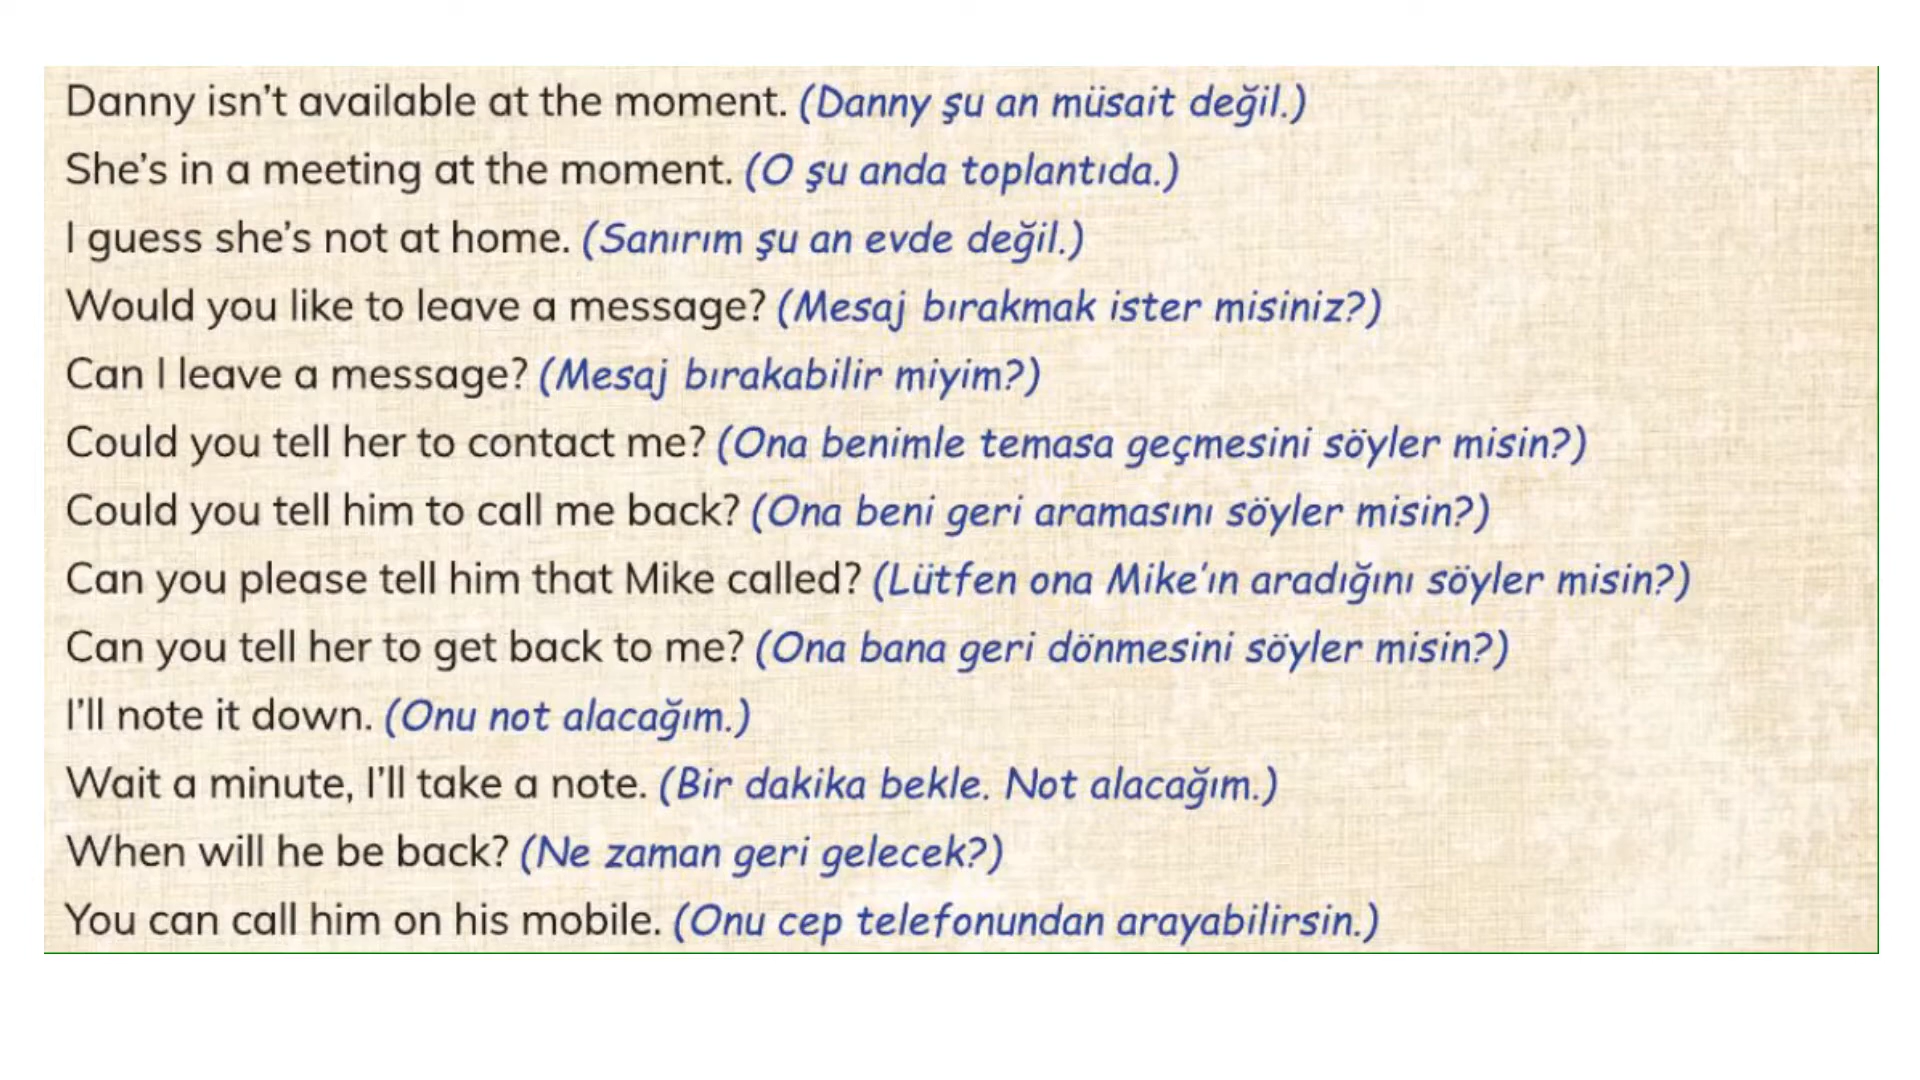 Danny isn't available at the moment. (Danny şu an müsait değil.)
She's in a meeting at the moment. (O şu anda toplantıda.)
I guess she's not at home. (Sanırım şu an evde değil.)
Would you like to leave a message? (Mesaj bırakmak ister misiniz?)
Can I leave a message? (Mesaj bırakabilir miyim?)
Could you tell her to contact me? (Ona benimle temasa geçmesini söyler misin?)
Could you tell him to call me back? (Ona beni geri aramasını söyler misin?)
Can you please tell him that Mike called? (Lütfen ona Mike'ın aradığını söyler misin?)
Can you tell her to get back to me? (Ona bana geri dönmesini söyler misin?)
I'll note it down. (Onu not alacağım.)
Wait a minute, I'll take a note. (Bir dakika bekle. Not alacağım.)
When will he be back? (Ne zaman geri gelecek?)
You can call him on his mobile. (Onu cep telefonundan arayabilirsin.)